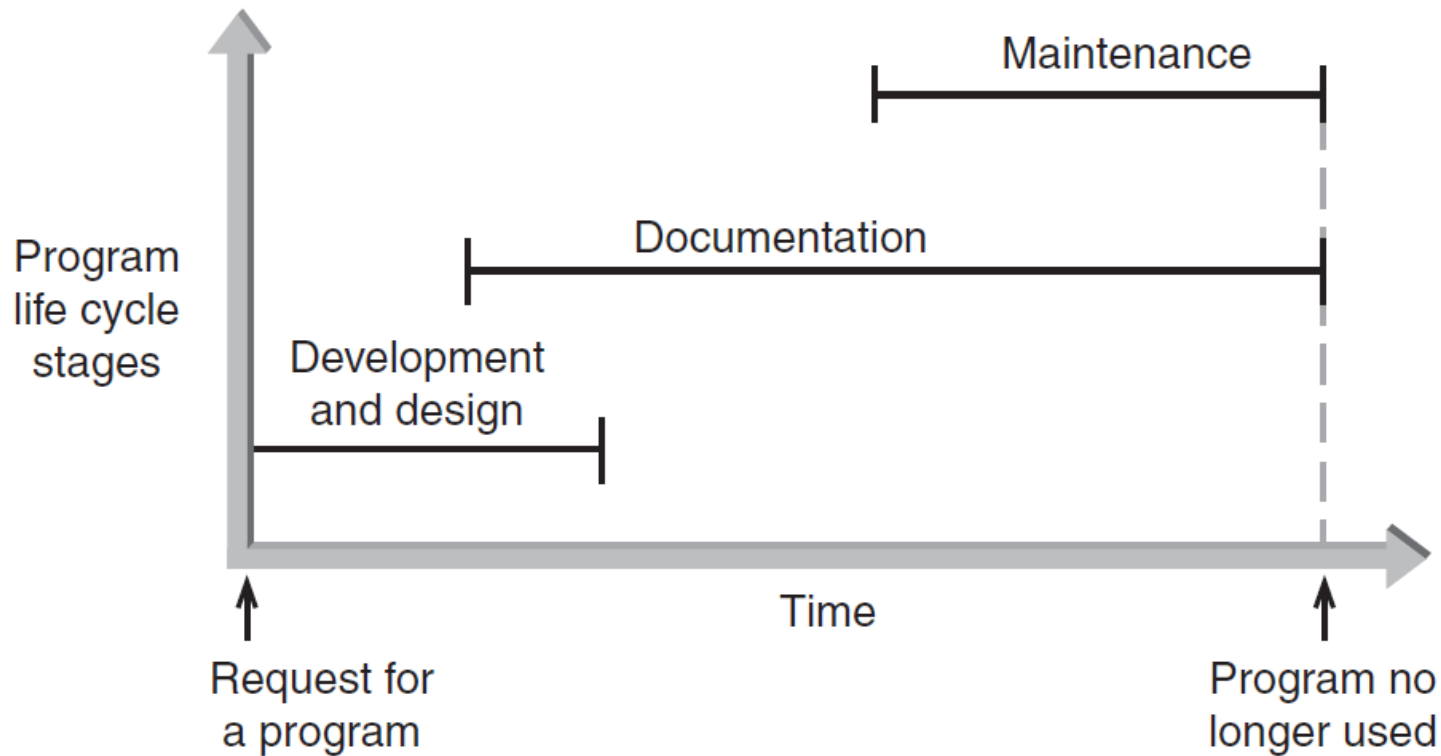 Maintenance
Documentation
Program
life cycle
stages
Development
and design
Time
Request for
a program
Program no
longer used